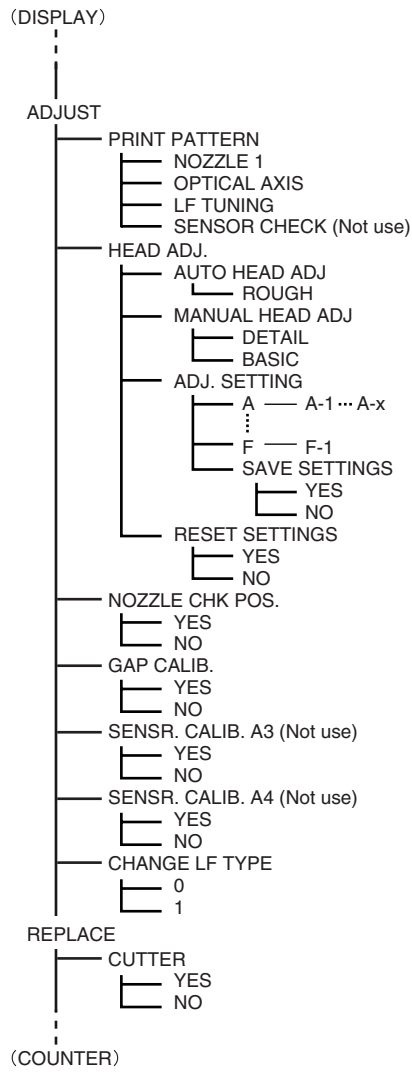 (DISPLAY)
ADJUST
PRINT PATTERN
NOZZLE 1
OPTICAL AXIS
LF TUNING
SENSOR CHECK (Not use)
HEAD ADJ.
AUTO HEAD ADJ
ROUGH
MANUAL HEAD ADJ
DETAIL
BASIC
ADJ. SETTING
A — A-1 ··· A-x
F — F-1
SAVE SETTINGS
YES
NO
RESET SETTINGS
YES
NO
NOZZLE CHK POS.
YES
NO
GAP CALIB.
YES
NO
SENSR. CALIB. A3 (Not use)
YES
NO
SENSR. CALIB. A4 (Not use)
YES
NO
CHANGE LF TYPE
0
1
REPLACE
CUTTER
YES
NO
(COUNTER)